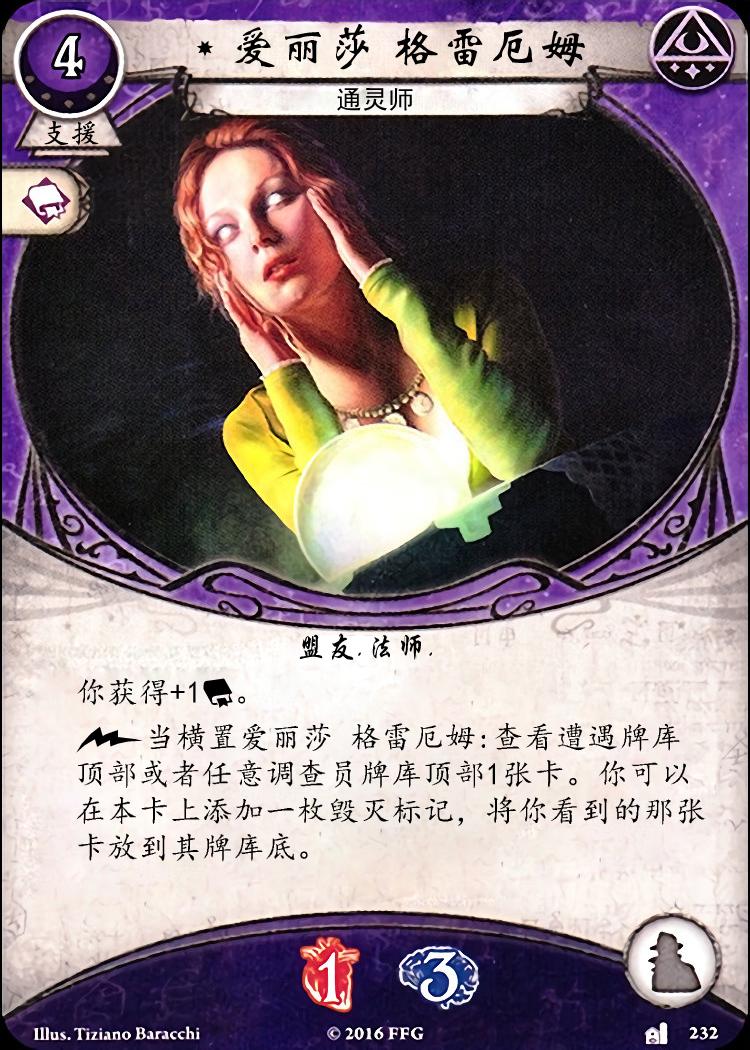 4
爱丽莎 格雷厄姆
通灵师
支援
盟友. 法师.
你获得+1。
当横置爱丽莎 格雷厄姆:查看遭遇牌库
顶部或者任意调查员牌库顶部1张卡。你可以
在本卡上添加一枚毁灭标记，将你看到的那张
卡放到其牌库底。
1
3
Illus. Tiziano Baracchi
© 2016 FFG
232